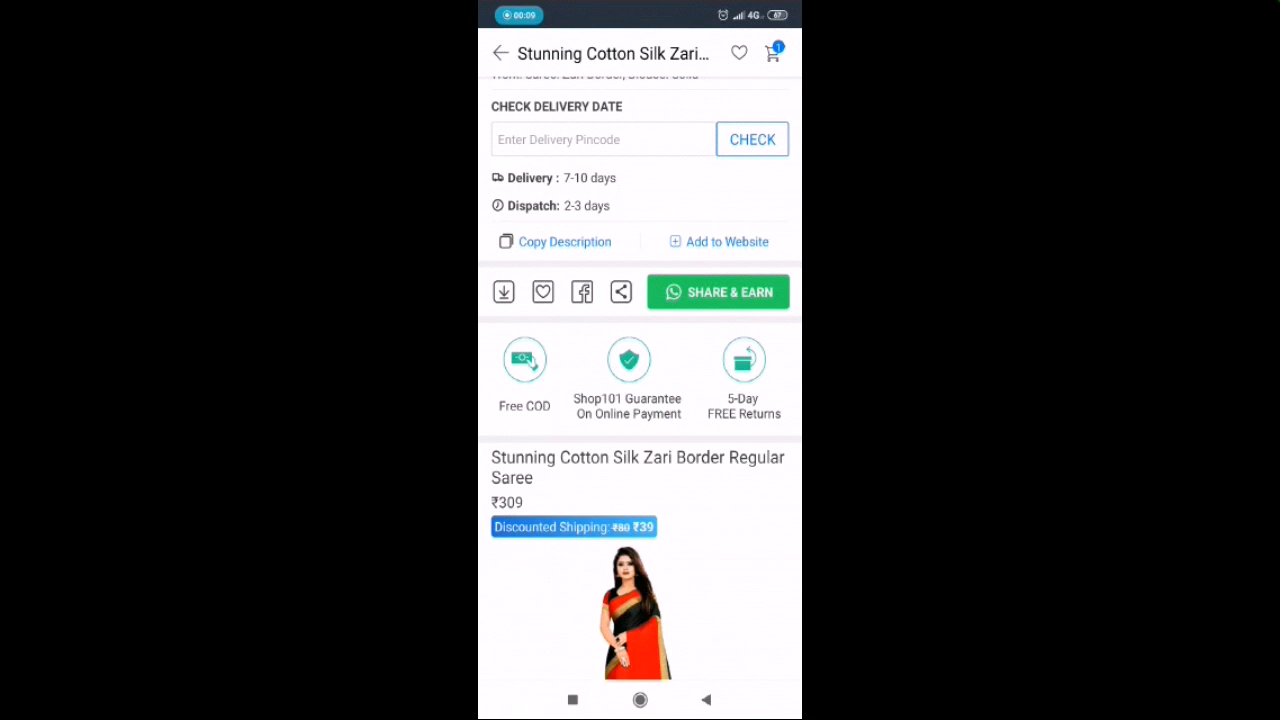 00:09
4G
67
Stunning Cotton Silk Zari...
1
CHECK DELIVERY DATE
Enter Delivery Pincode
CHECK
Delivery : 7-10 days
Dispatch: 2-3 days
Copy Description
Add to Website
SHARE & EARN
Free COD
Shop101 Guarantee
On Online Payment
5-Day
FREE Returns
Stunning Cotton Silk Zari Border Regular
Saree
₹309
Discounted Shipping: ₹80 ₹39